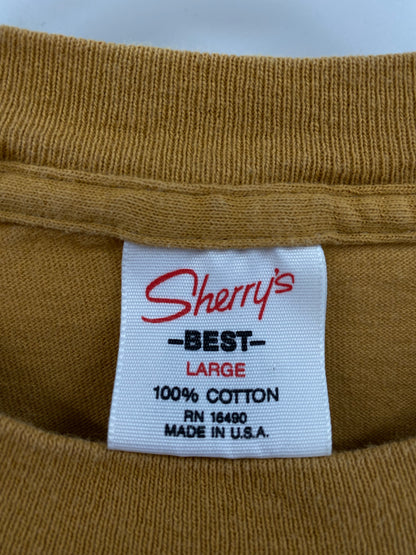 Sherry's
-BEST-
LARGE
100% COTTON
RN 16490
MADE IN U.S.A.